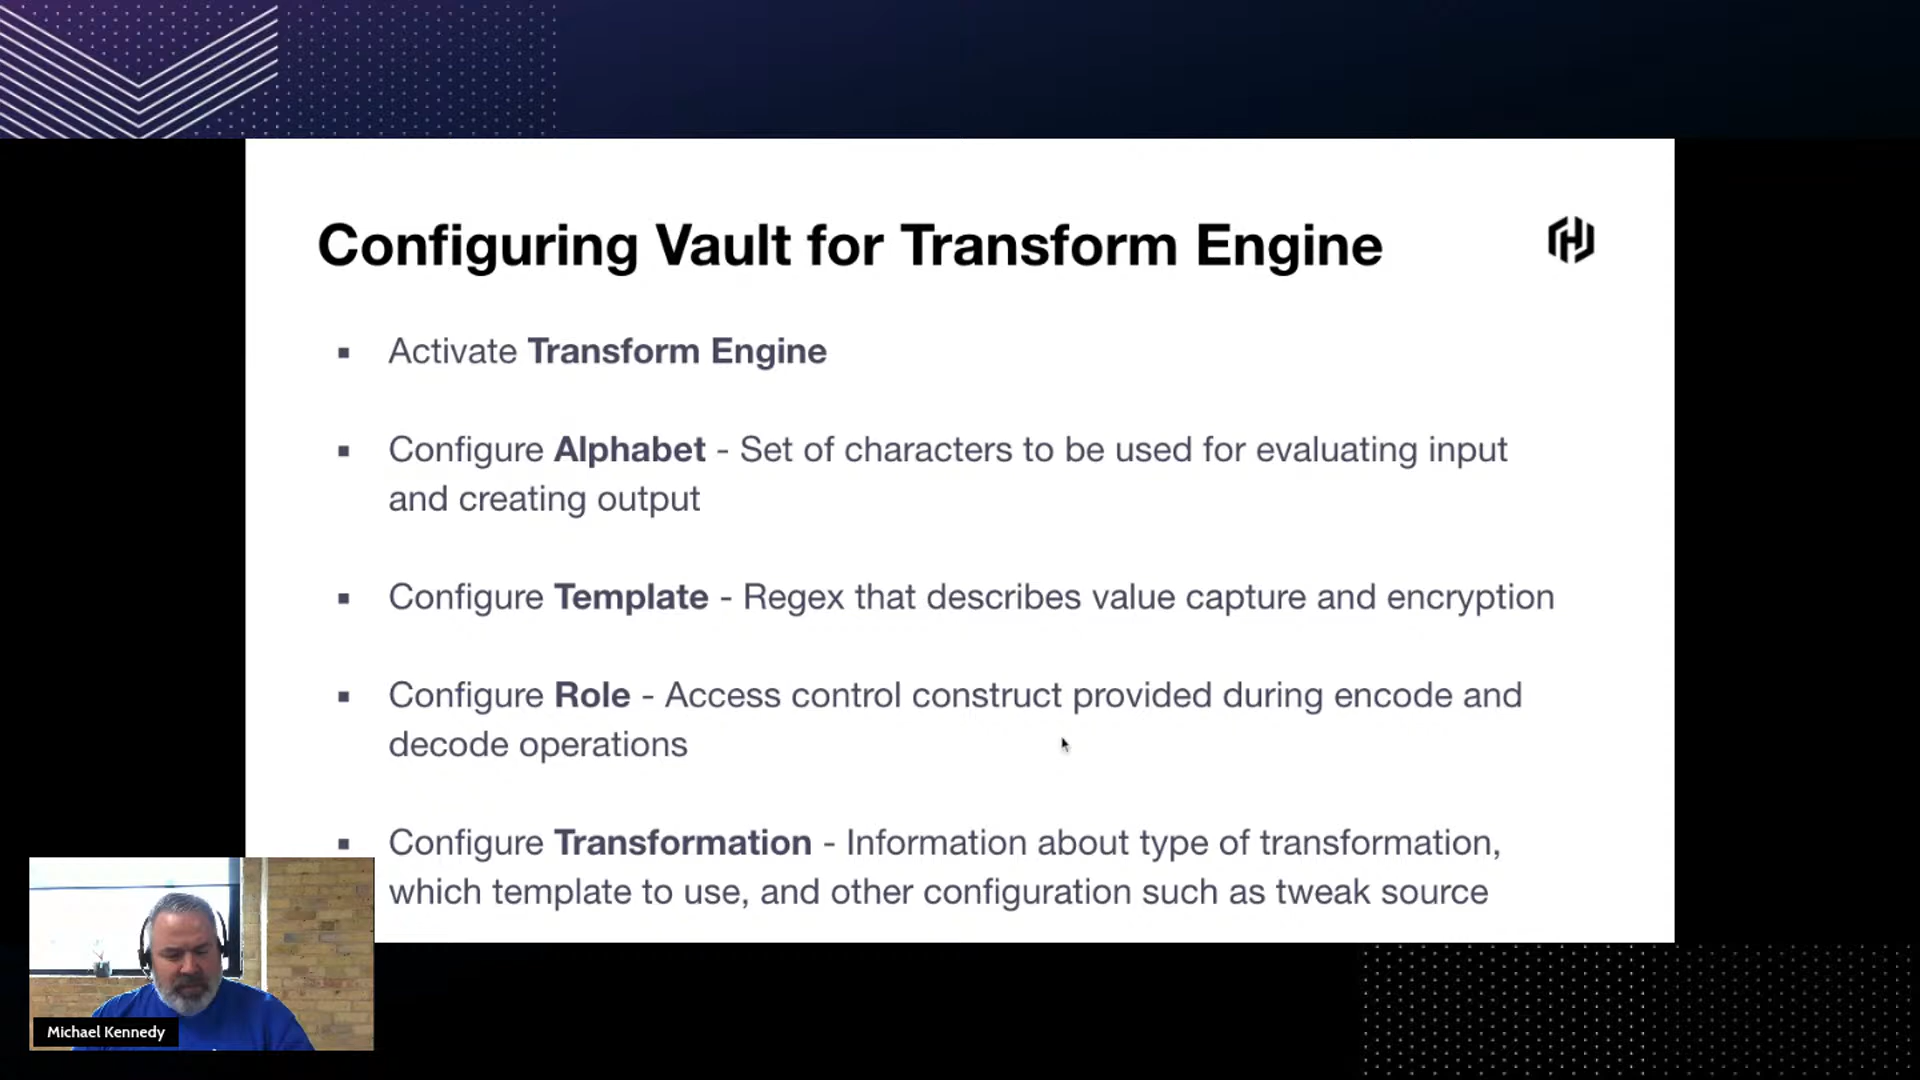 Configuring Vault for Transform Engine
▪ Activate Transform Engine
▪ Configure Alphabet - Set of characters to be used for evaluating input
and creating output
▪ Configure Template - Regex that describes value capture and encryption
▪ Configure Role - Access control construct provided during encode and
decode operations
▪ Configure Transformation - Information about type of transformation,
which template to use, and other configuration such as tweak source
Michael Kennedy